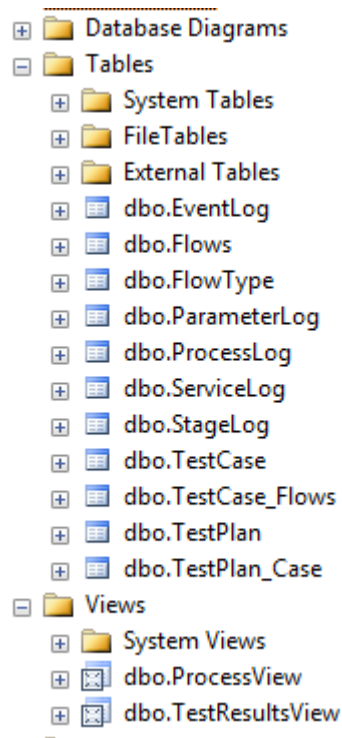 Database Diagrams
Tables
System Tables
FileTables
External Tables
dbo.EventLog
dbo.Flows
dbo.FlowType
dbo.ParameterLog
dbo.ProcessLog
dbo.ServiceLog
dbo.StageLog
dbo.TestCase
dbo.TestCase_Flows
dbo.TestPlan
dbo.TestPlan_Case
Views
System Views
dbo.ProcessView
dbo.TestResultsView